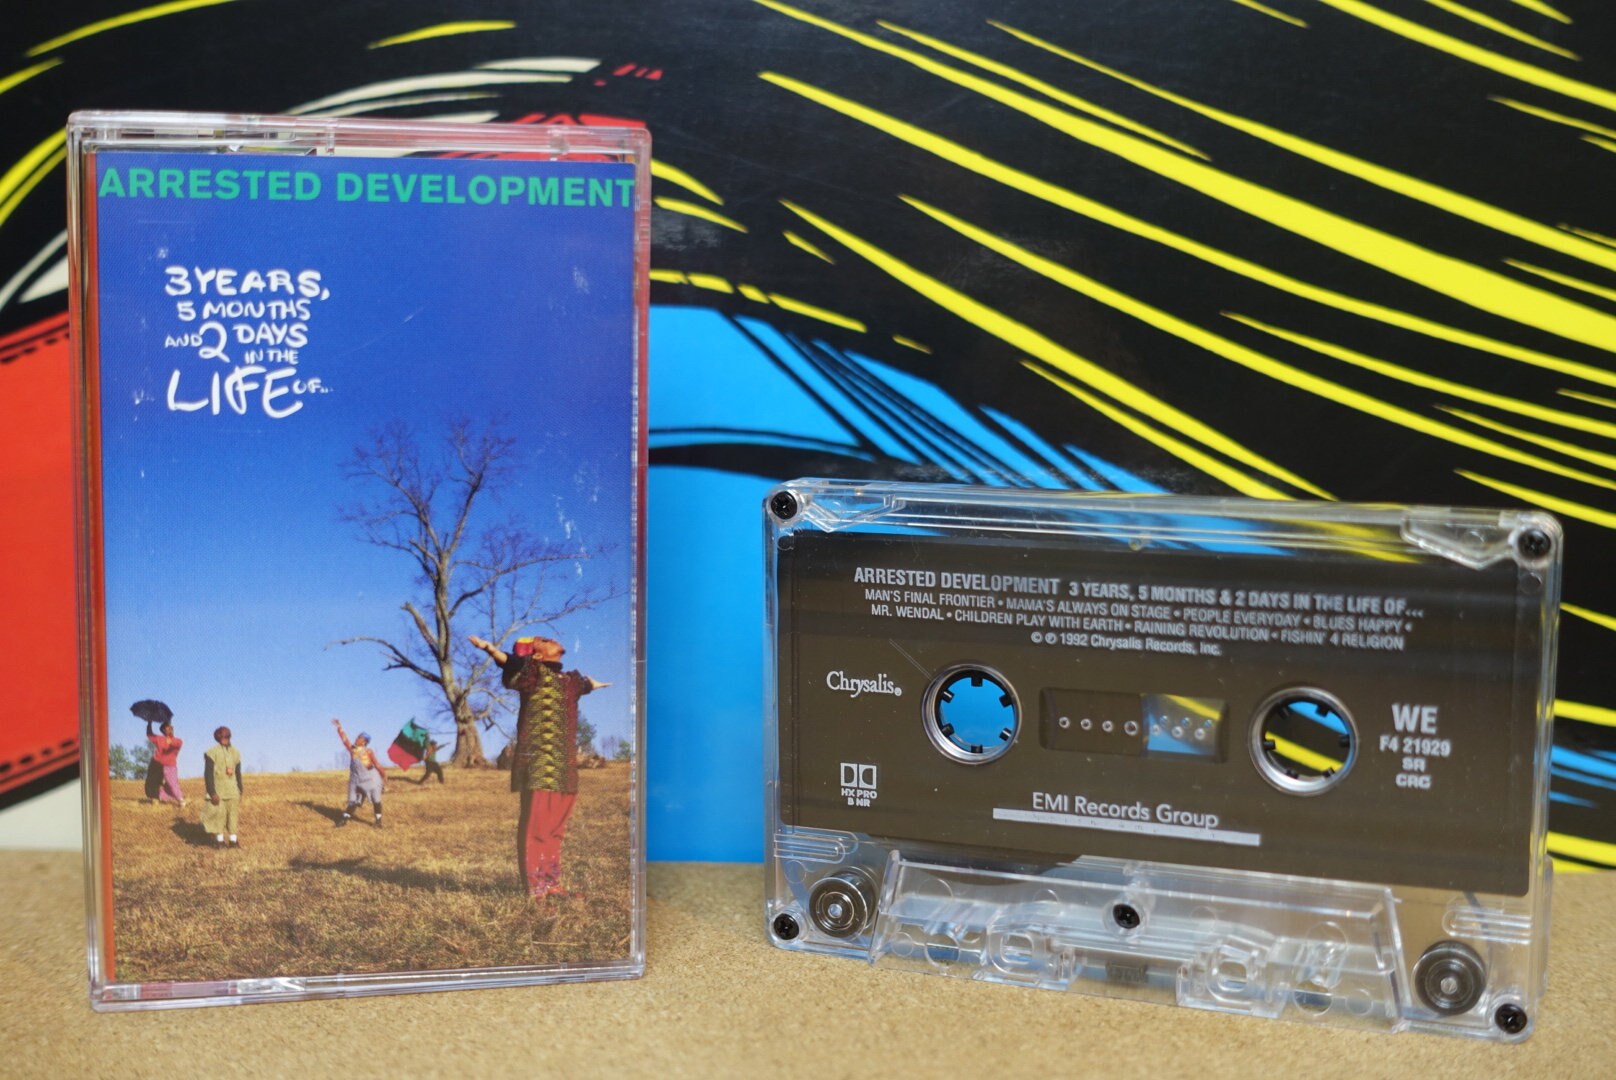 ARRESTED DEVELOPMENT
3 YEARS,
5 MONTHS
AND 2 DAYS
IN THE
LIFE OF...
ARRESTED DEVELOPMENT 3 YEARS, 5 MONTHS & 2 DAYS IN THE LIFE OF...
MAN'S FINAL FRONTIER • MAMA'S ALWAYS ON STAGE • PEOPLE EVERYDAY • BLUES HAPPY •
MR. WENDAL • CHILDREN PLAY WITH EARTH • RAINING REVOLUTION • FISHIN' 4 RELIGION
© ℗ 1992 Chrysalis Records, Inc.
Chrysalis®
WE
F4 21929
SR
CRC
HX PRO
B NR
EMI Records Group